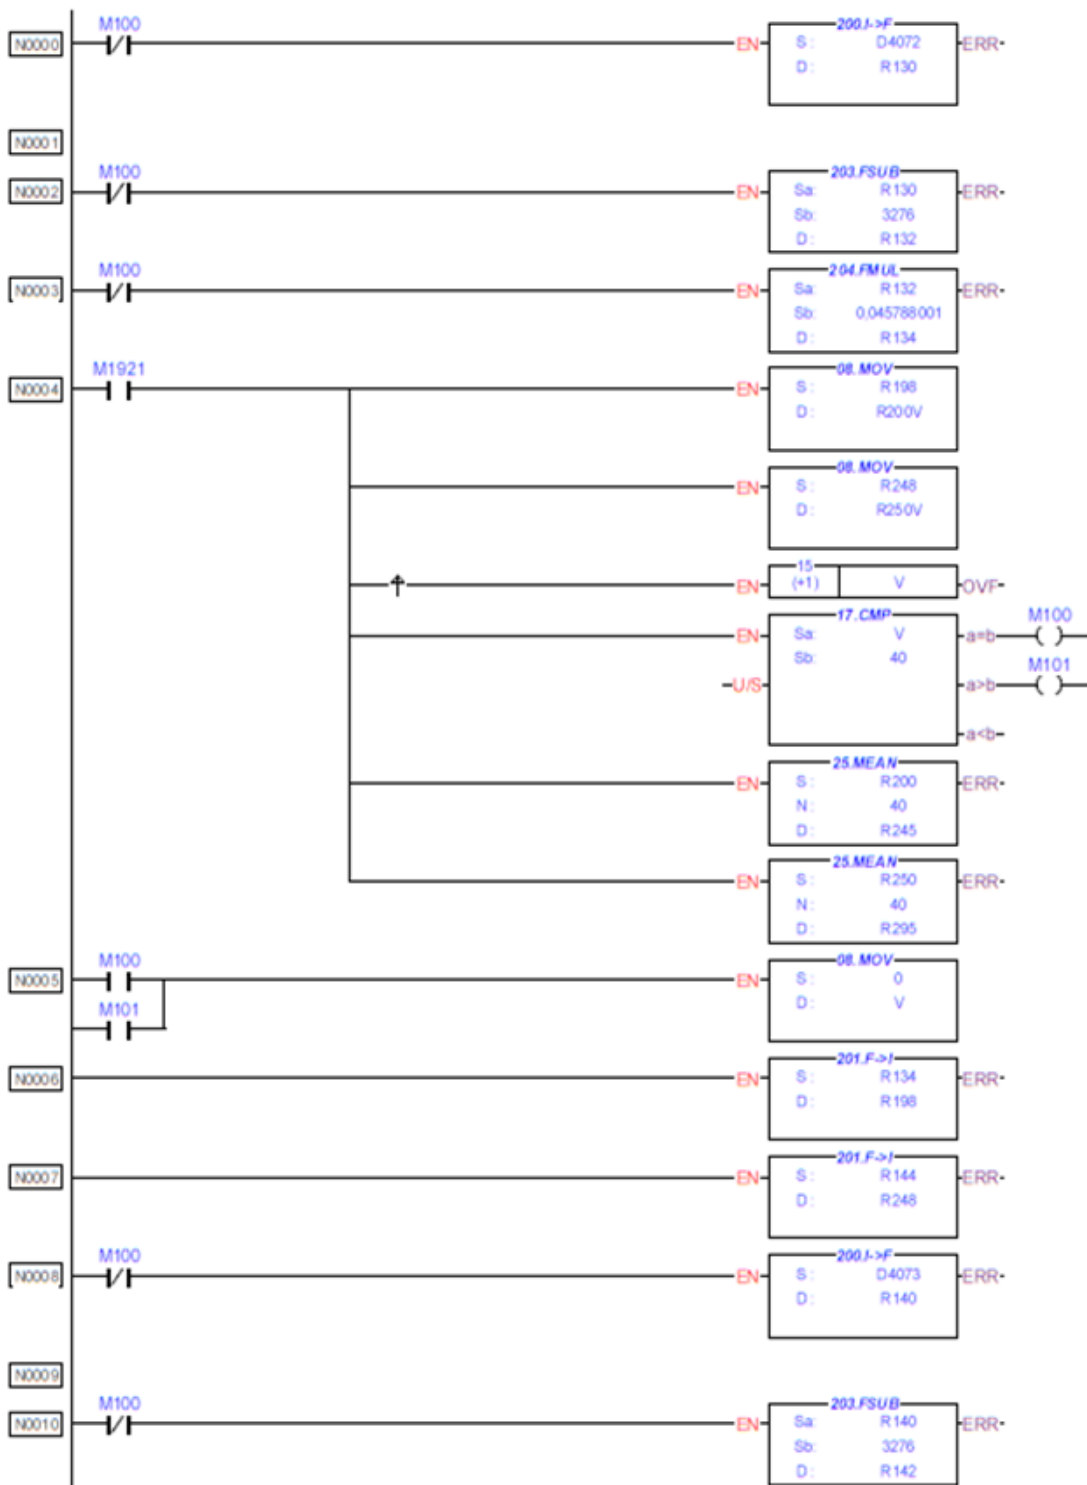 M100
N0000 EN 200.I->F ERR
S: D4072
D: R130
N0001
M100
N0002 EN 203.FSUB ERR
Sa: R130
Sb: 3276
D: R132
M100
N0003 EN 204.FMUL ERR
Sa: R132
Sb: 0,045788001
D: R134
M1921
N0004 EN 08.MOV
S: R198
D: R200V
EN 08.MOV
S: R248
D: R250V
EN 15 (+1) V OVF
EN 17.CMP
Sa: V a=b M100
Sb: 40
U/S a>b M101
a<b
EN 25.MEAN ERR
S: R200
N: 40
D: R245
EN 25.MEAN ERR
S: R250
N: 40
D: R295
M100
N0005 EN 08.MOV
S: 0
M101
D: V
N0006 EN 201.F->I ERR
S: R134
D: R198
N0007 EN 201.F->I ERR
S: R144
D: R248
M100
N0008 EN 200.I->F ERR
S: D4073
D: R140
N0009
M100
N0010 EN 203.FSUB ERR
Sa: R140
Sb: 3276
D: R142